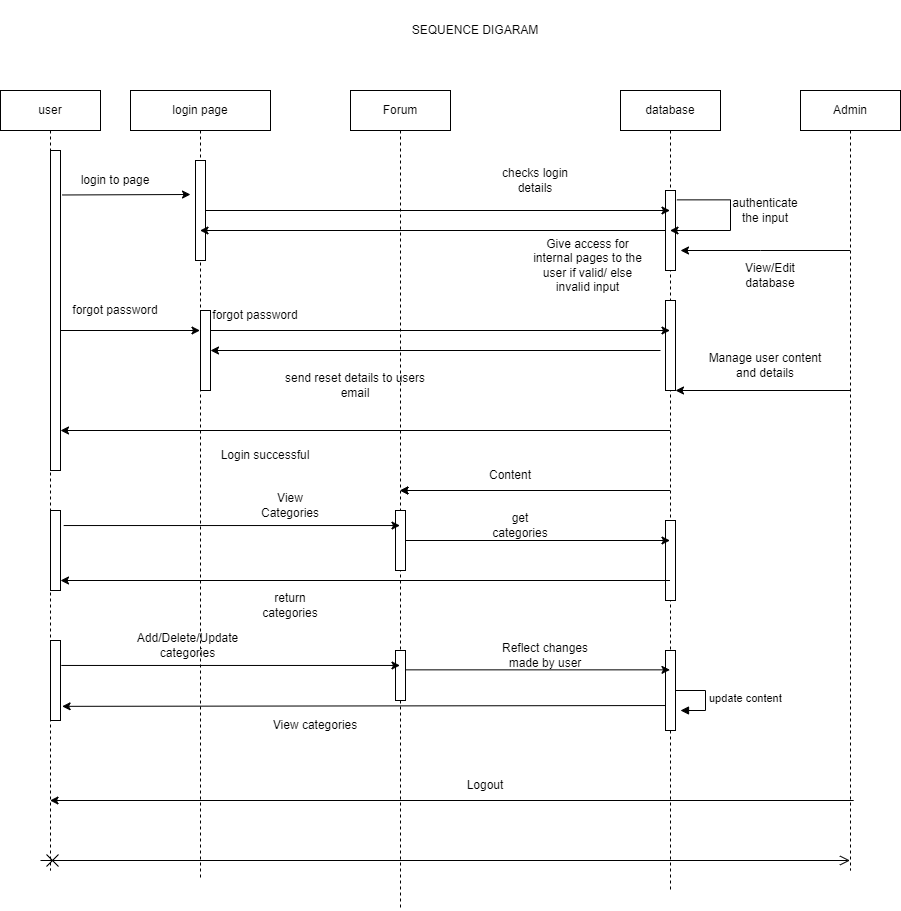 SEQUENCE DIGARAM
user
login page
Forum
database
Admin
login to page
checks login
details
authenticate
the input
Give access for
internal pages to the
user if valid/ else
invalid input
View/Edit
database
forgot password
forgot password
Manage user content
and details
send reset details to users
email
Login successful
Content
View
Categories
get
categories
return
categories
Add/Delete/Update
categories
Reflect changes
made by user
update content
View categories
Logout